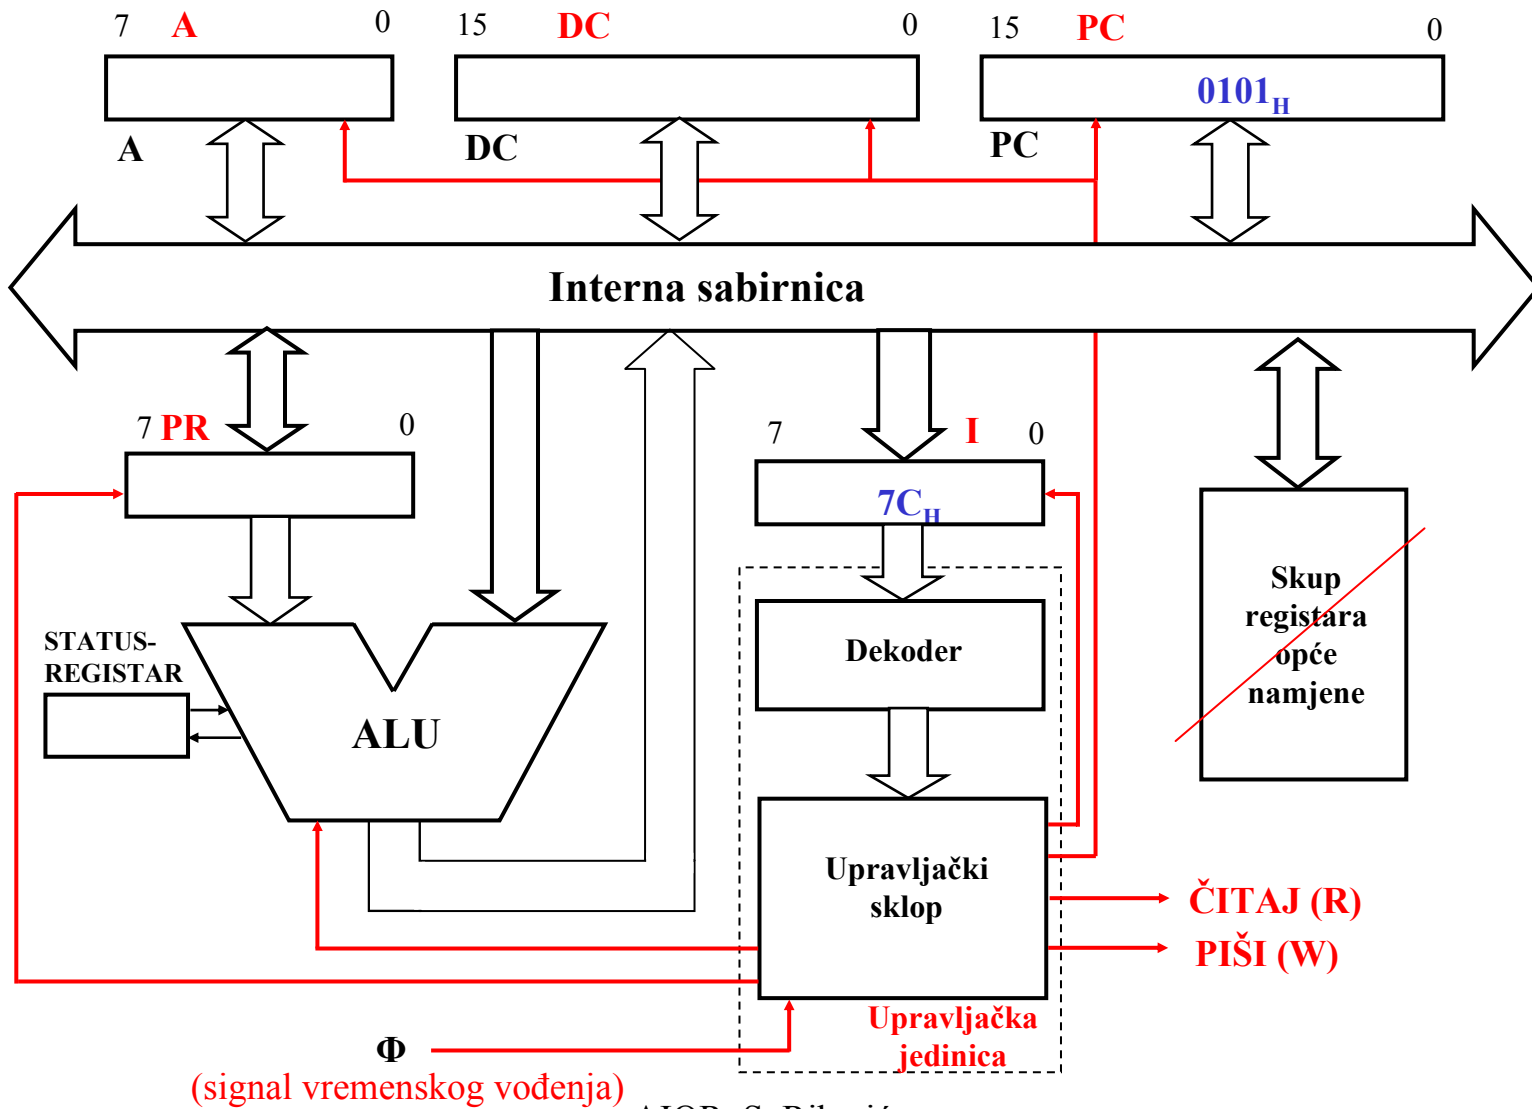 7 A 0
15 DC 0
15 PC 0
0101H
A
DC
PC
Interna sabirnica
7 PR 0
7 I 0
7CH
STATUS-
REGISTAR
ALU
Dekoder
Skup
registara
opće
namjene
Upravljački
sklop
ČITAJ (R)
PIŠI (W)
Upravljačka
jedinica
Φ
(signal vremenskog vođenja)